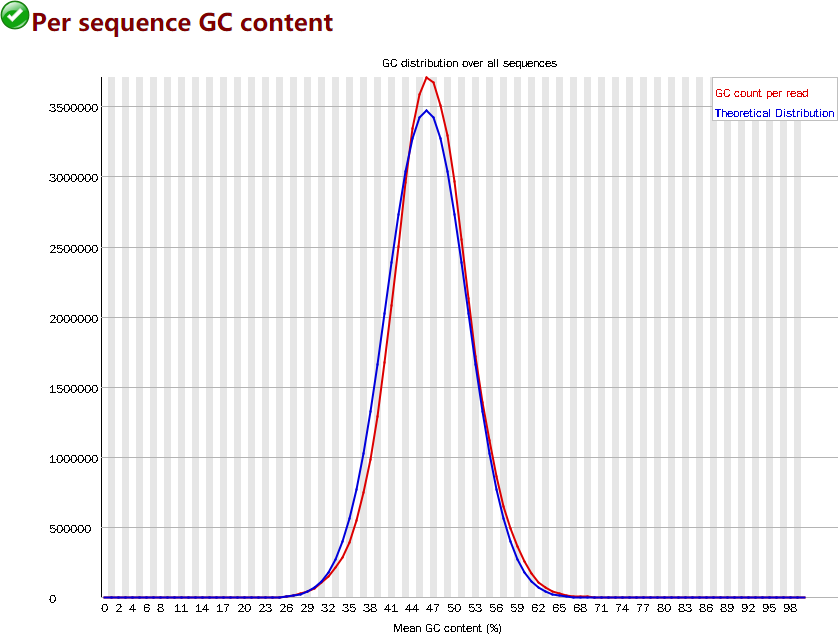 Per sequence GC content
GC distribution over all sequences
GC count per read
Theoretical Distribution
3500000
3000000
2500000
2000000
1500000
1000000
500000
0
0 2 4 6 8 11 14 17 20 23 26 29 32 35 38 41 44 47 50 53 56 59 62 65 68 71 74 77 80 83 86 89 92 95 98
Mean GC content (%)